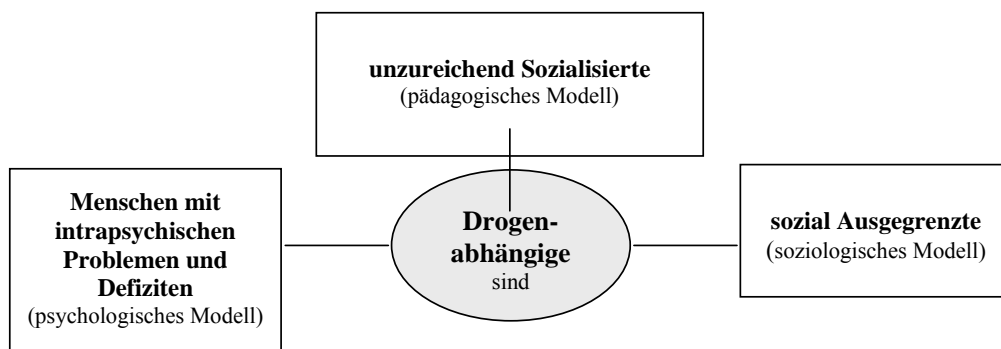 unzureichend Sozialisierte
(pädagogisches Modell)
Menschen mit
intrapsychischen
Problemen und
Defiziten
(psychologisches Modell)
Drogen-
abhängige
sind
sozial Ausgegrenzte
(soziologisches Modell)